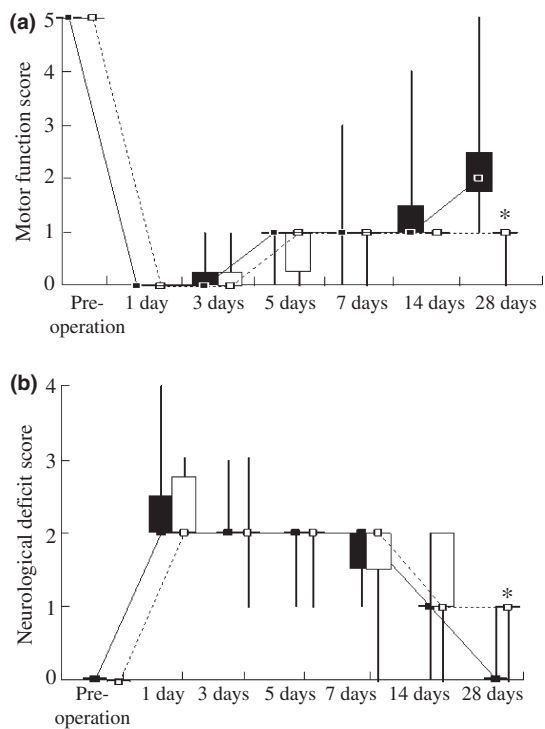 (a)
Motor function score
5
4
3
2
1
0
*
Pre-operation 1 day 3 days 5 days 7 days 14 days 28 days
(b)
Neurological deficit score
4
3
2
1
0
*
Pre-operation 1 day 3 days 5 days 7 days 14 days 28 days